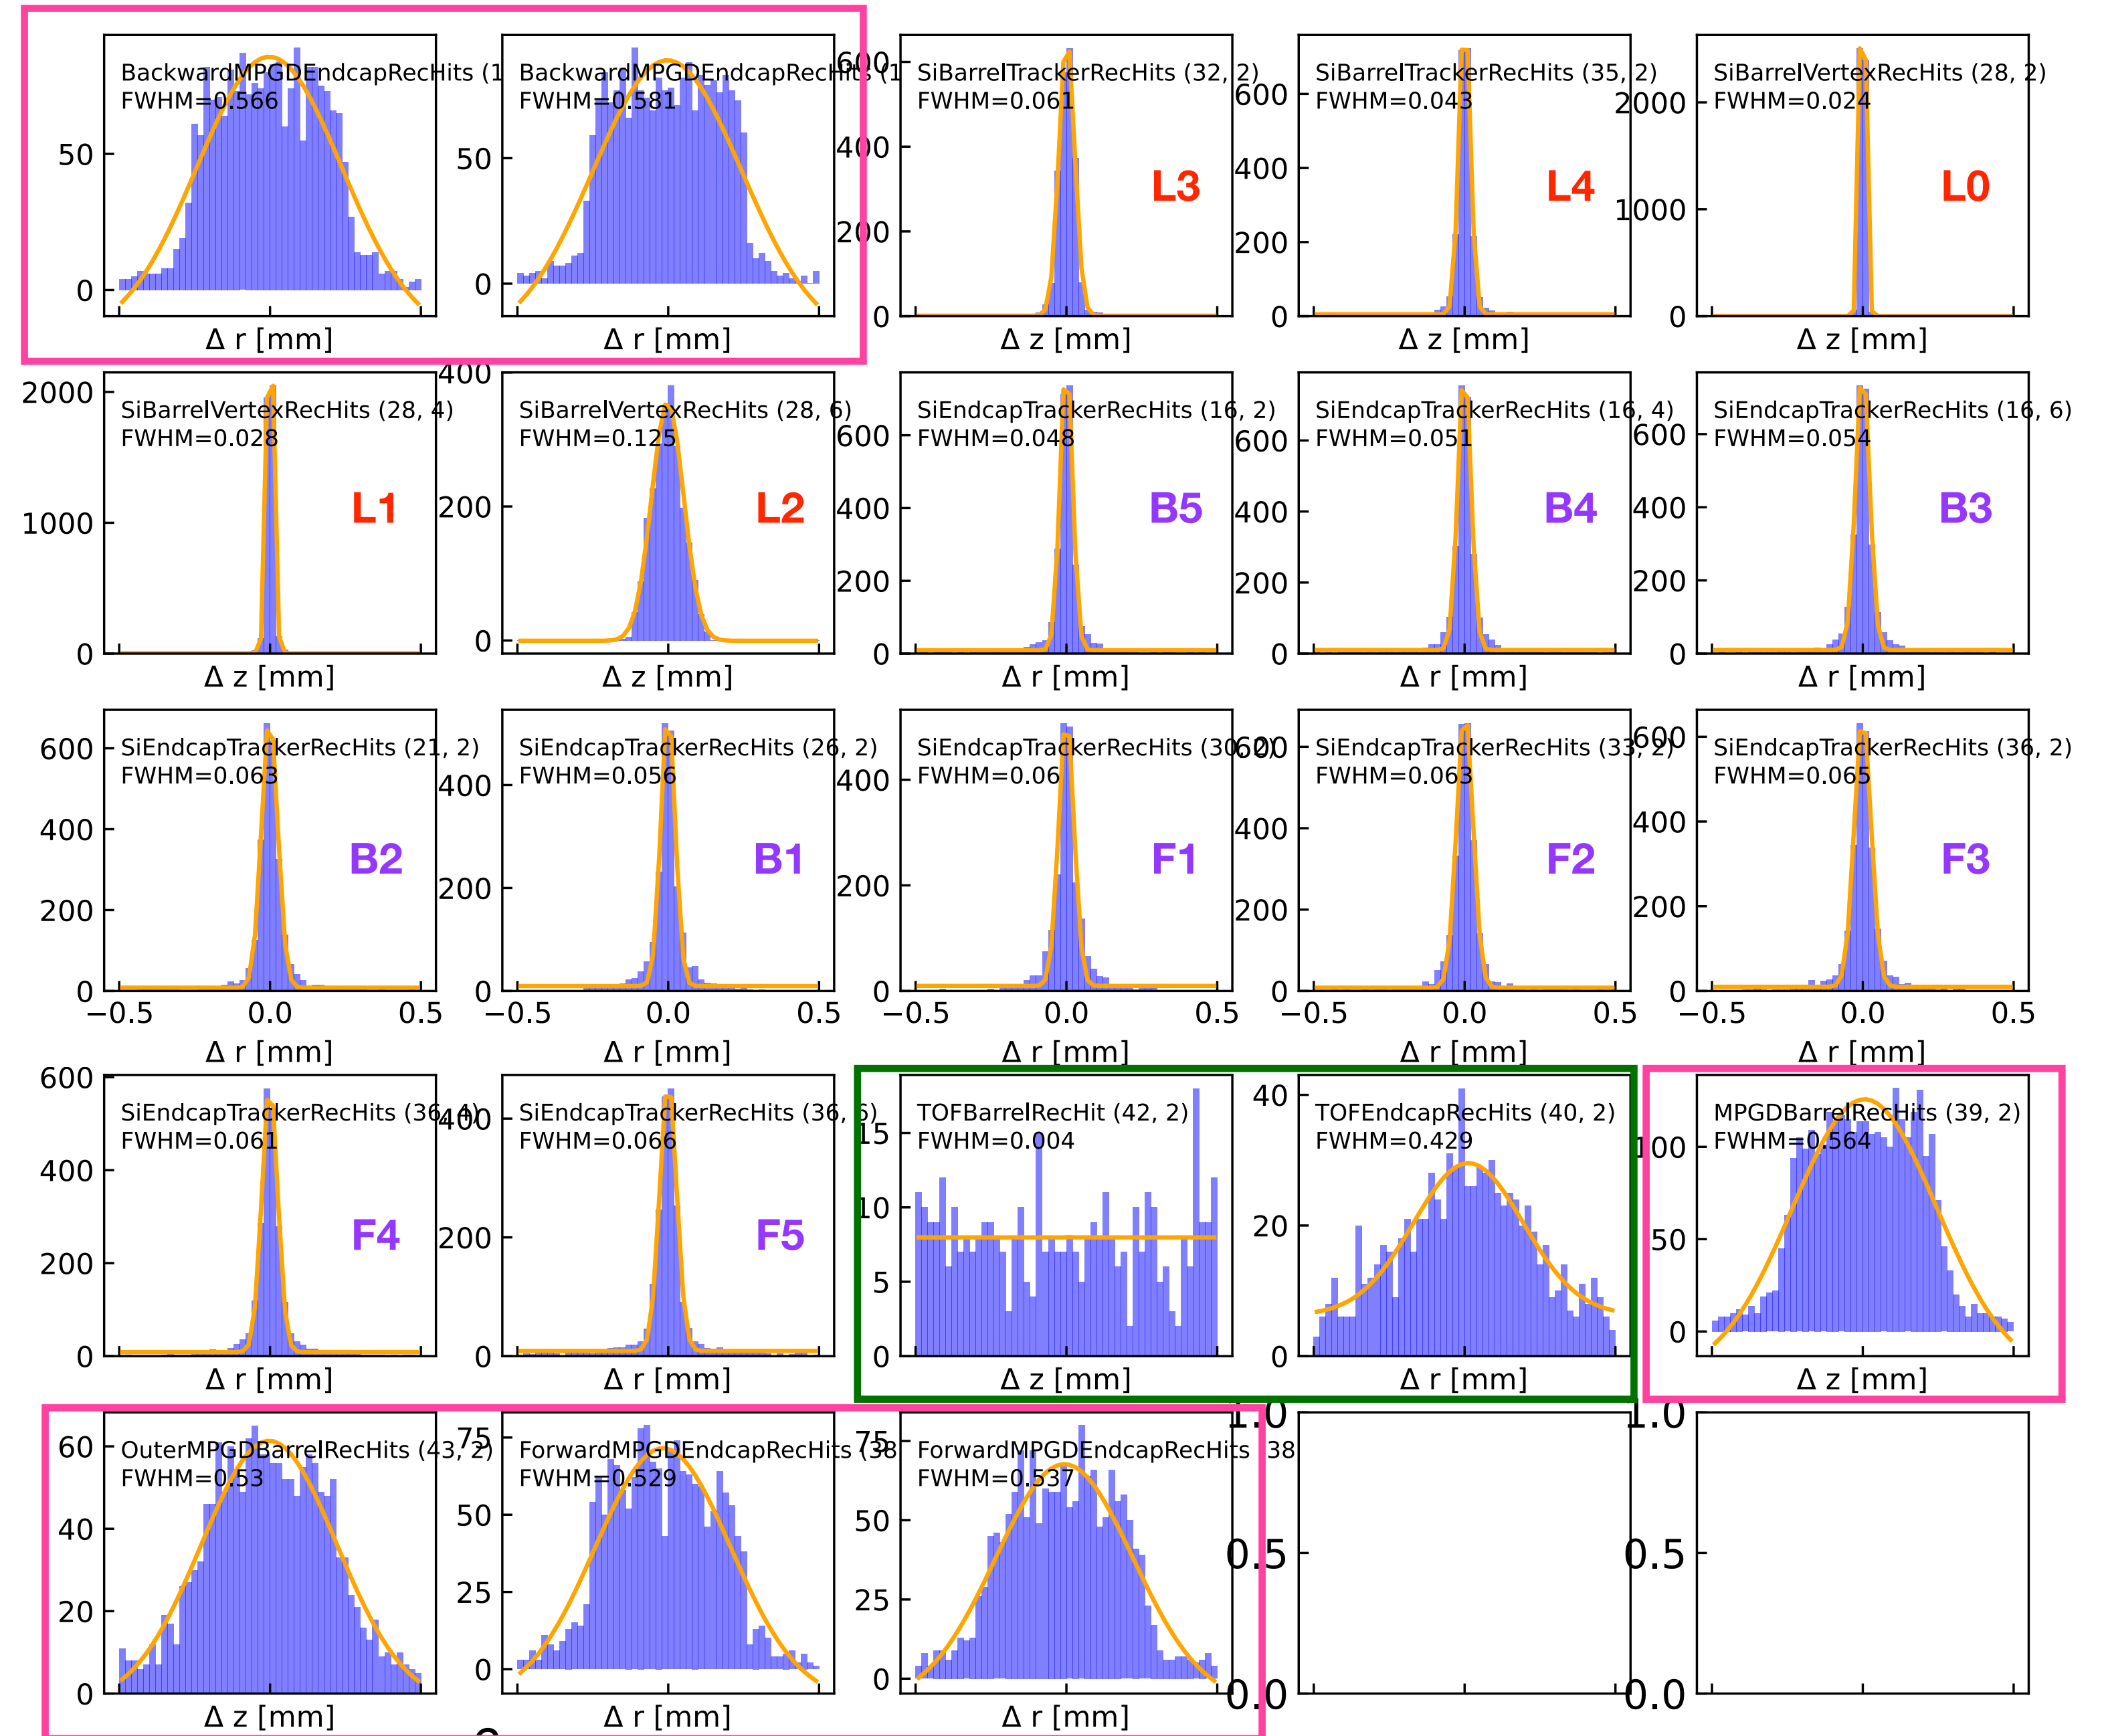 BackwardMPGDEndcapRecHits (1
FWHM=0.566
50
0
Δ r [mm]
BackwardMPGDEndcapRecHits (1
FWHM=0.581
50
0
Δ r [mm]
SiBarrelTrackerRecHits (32, 2)
FWHM=0.061
L3
600
400
200
0
Δ z [mm]
SiBarrelTrackerRecHits (35, 2)
FWHM=0.043
L4
600
400
200
0
Δ z [mm]
SiBarrelVertexRecHits (28, 2)
FWHM=0.024
L0
2000
1000
0
Δ z [mm]
SiBarrelVertexRecHits (28, 4)
FWHM=0.028
L1
2000
1000
0
Δ z [mm]
SiBarrelVertexRecHits (28, 6)
FWHM=0.125
L2
400
200
0
Δ z [mm]
SiEndcapTrackerRecHits (16, 2)
FWHM=0.048
B5
600
400
200
0
Δ r [mm]
SiEndcapTrackerRecHits (16, 4)
FWHM=0.051
B4
600
400
200
0
Δ r [mm]
SiEndcapTrackerRecHits (16, 6)
FWHM=0.054
B3
600
400
200
0
Δ r [mm]
SiEndcapTrackerRecHits (21, 2)
FWHM=0.063
B2
600
400
200
0
−0.5 0.0 0.5
Δ r [mm]
SiEndcapTrackerRecHits (26, 2)
FWHM=0.056
B1
400
200
0
−0.5 0.0 0.5
Δ r [mm]
SiEndcapTrackerRecHits (30, 2)
FWHM=0.06
F1
400
200
0
−0.5 0.0 0.5
Δ r [mm]
SiEndcapTrackerRecHits (33, 2)
FWHM=0.063
F2
600
400
200
0
−0.5 0.0 0.5
Δ r [mm]
SiEndcapTrackerRecHits (36, 2)
FWHM=0.065
F3
600
400
200
0
−0.5 0.0 0.5
Δ r [mm]
SiEndcapTrackerRecHits (36, 4)
FWHM=0.061
F4
600
400
200
0
Δ r [mm]
SiEndcapTrackerRecHits (36, 6)
FWHM=0.066
F5
400
200
0
Δ r [mm]
TOFBarrelRecHit (42, 2)
FWHM=0.004
15
10
5
0
Δ z [mm]
TOFEndcapRecHits (40, 2)
FWHM=0.429
40
20
0
Δ r [mm]
MPGDBarrelRecHits (39, 2)
FWHM=0.564
100
50
0
Δ z [mm]
OuterMPGDBarrelRecHits (43, 2)
FWHM=0.53
60
40
20
0
Δ z [mm]
ForwardMPGDEndcapRecHits (38
FWHM=0.529
75
50
25
0
Δ r [mm]
ForwardMPGDEndcapRecHits (38
FWHM=0.537
75
50
25
0
Δ r [mm]
1.0
0.5
0.0
1.0
0.5
0.0